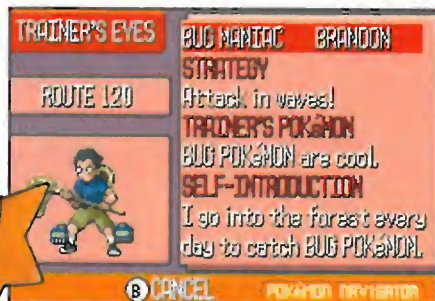 TRAINER'S EYES
ROUTE 120
BUG MANIAC BRANDON
STRATEGY
Attack in waves!
TRAINER'S POKéMON
BUG POKéMON are cool.
SELF-INTRODUCTION
I go into the forest every
day to catch BUG POKéMON.
B CANCEL
POKéMON NAVIGATOR